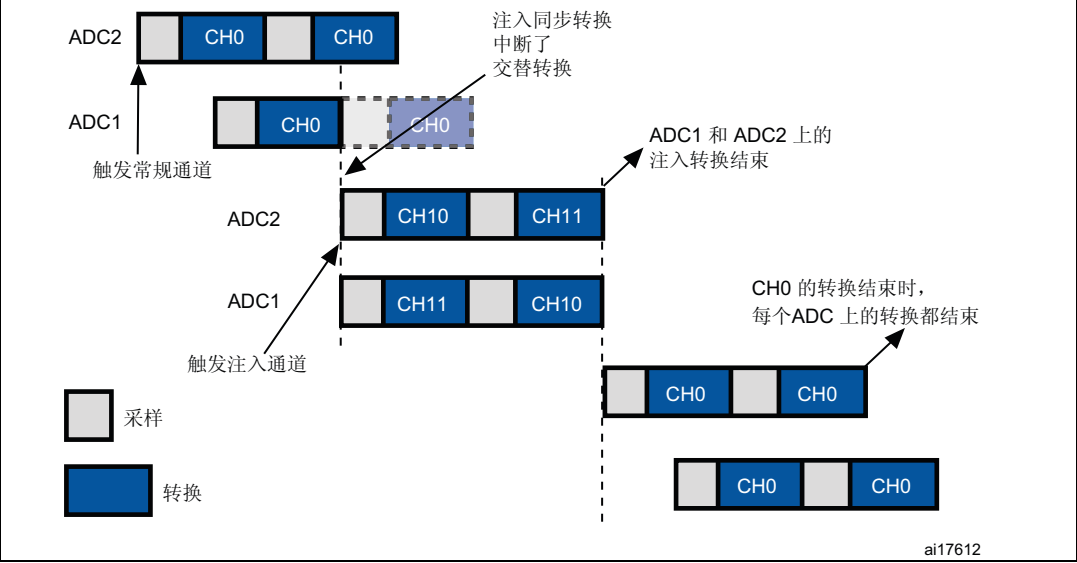 ADC2
CH0
CH0
注入同步转换
中断了
交替转换
ADC1
CH0
CH0
触发常规通道
ADC1 和 ADC2 上的
注入转换结束
ADC2
CH10
CH11
ADC1
CH11
CH10
触发注入通道
CH0 的转换结束时，
每个ADC 上的转换都结束
CH0
CH0
采样
CH0
CH0
转换
ai17612